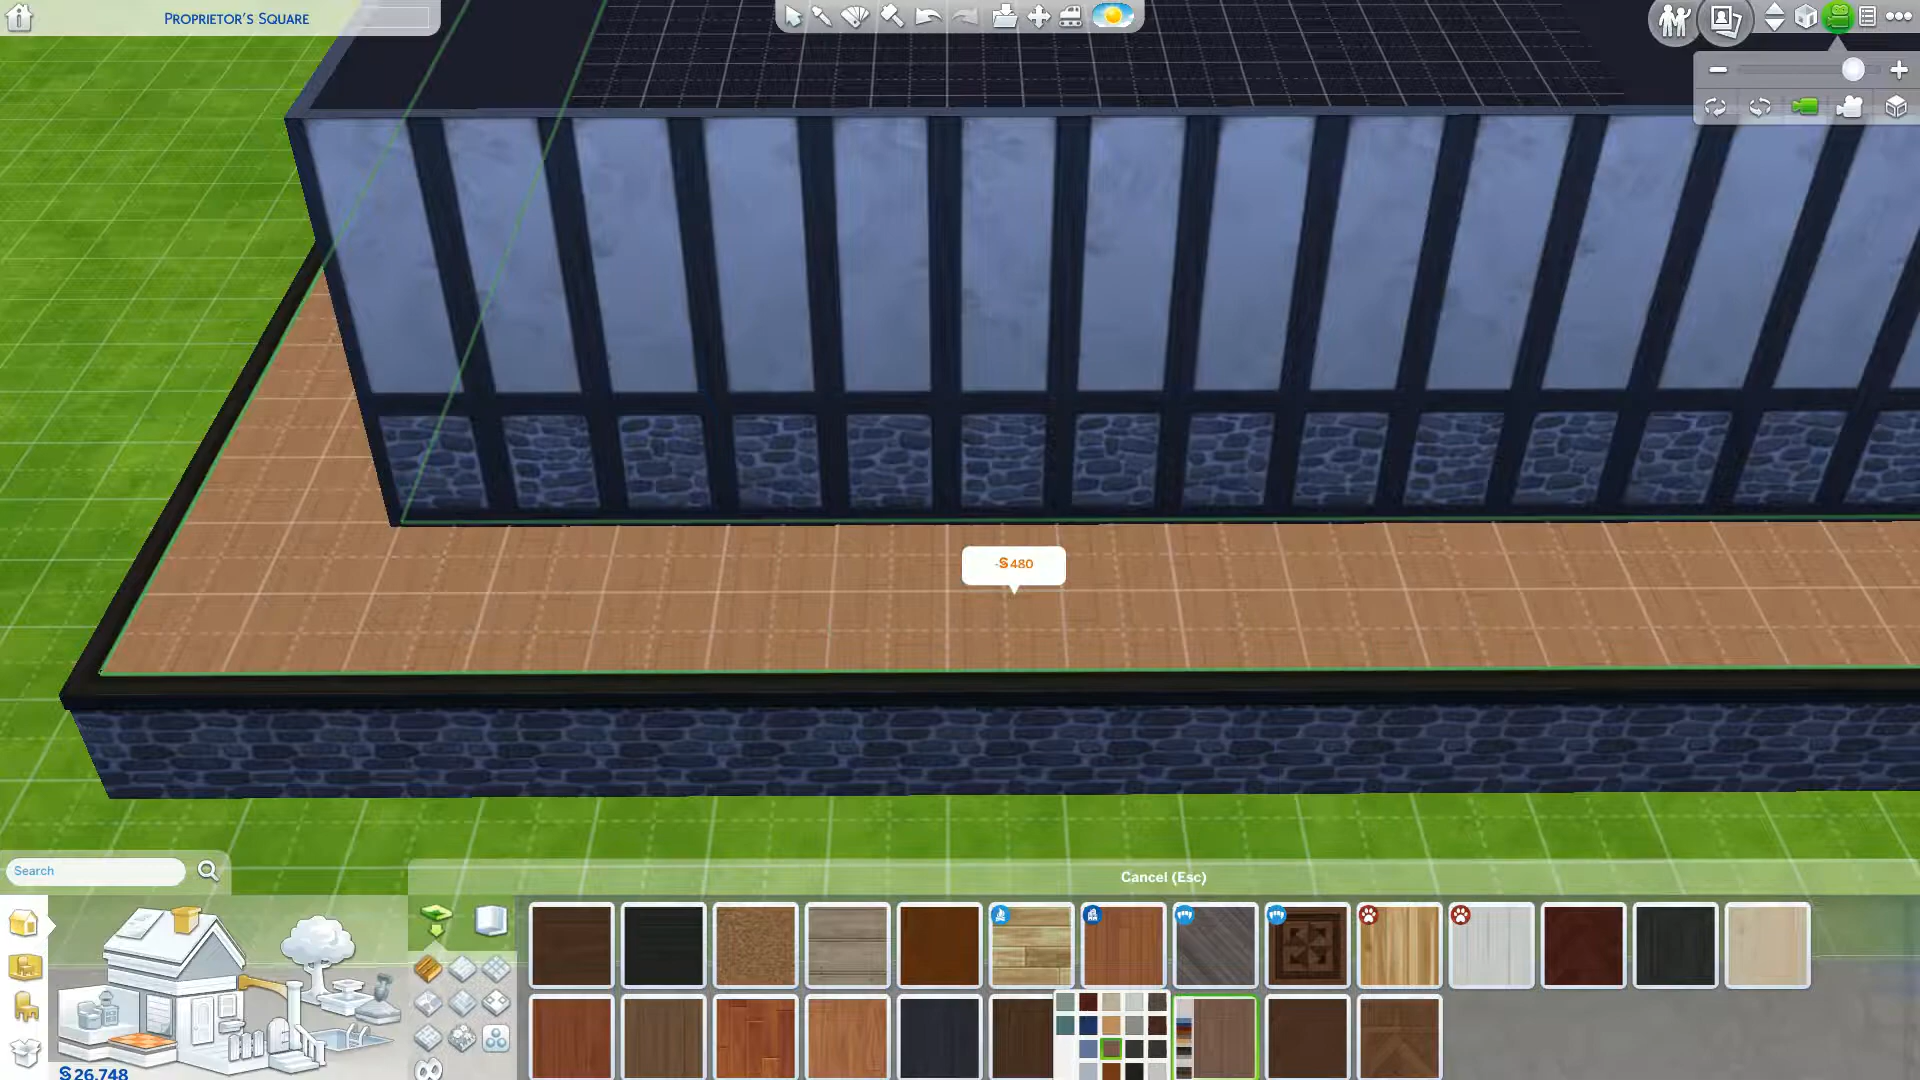 PROPRIETOR'S SQUARE
-§480
Search
Cancel (Esc)
§26,748